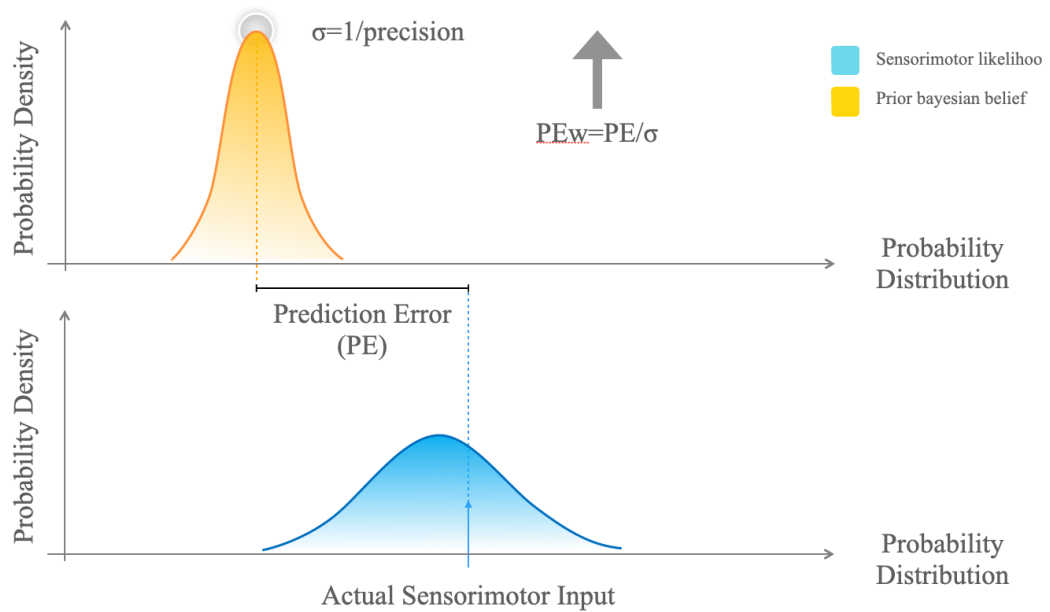 σ=1/precision
PEw=PE/σ
Sensorimotor likelihoo
Prior bayesian belief
Probability Density
Probability
Distribution
Prediction Error
(PE)
Probability Density
Probability
Distribution
Actual Sensorimotor Input